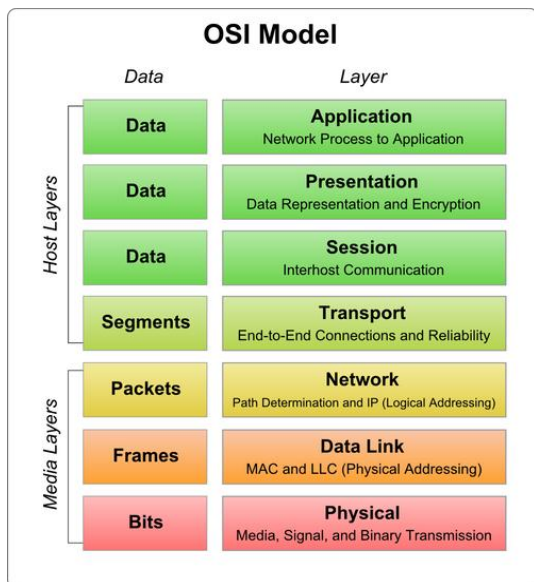 OSI Model
Data
Layer
Host Layers
Data
Application
Network Process to Application
Data
Presentation
Data Representation and Encryption
Data
Session
Interhost Communication
Segments
Transport
End-to-End Connections and Reliability
Media Layers
Packets
Network
Path Determination and IP (Logical Addressing)
Frames
Data Link
MAC and LLC (Physical Addressing)
Bits
Physical
Media, Signal, and Binary Transmission